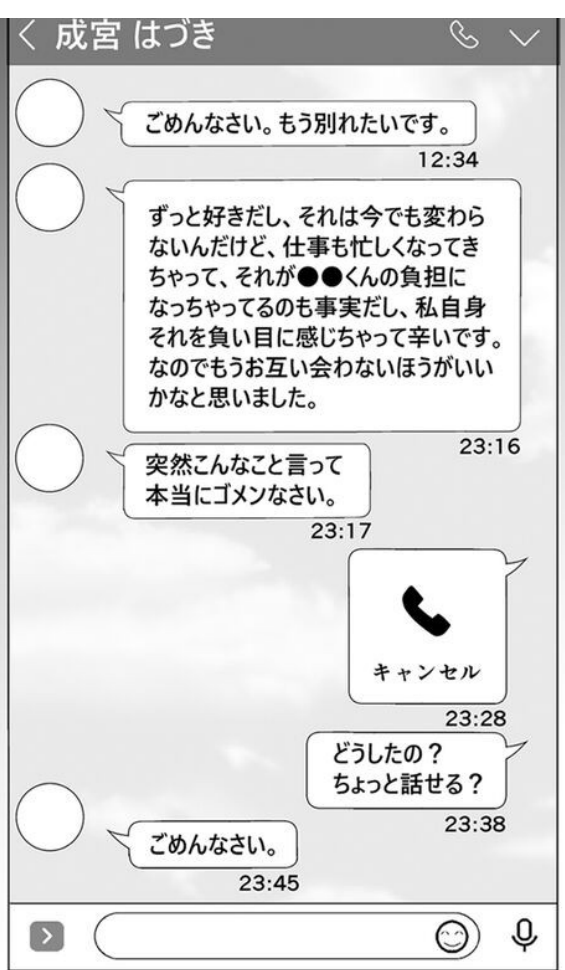 成宮 はづき
ごめんなさい。もう別れたいです。
12:34
ずっと好きだし、それは今でも変わら
ないんだけど、仕事も忙しくなってき
ちゃって、それが●●くんの負担に
なっちゃってるのも事実だし、私自身
それを負い目に感じちゃって辛いです。
なのでもうお互い会わないほうがいい
かなと思いました。
23:16
突然こんなこと言って
本当にゴメンなさい。
23:17
キャンセル
23:28
どうしたの？
ちょっと話せる？
23:38
ごめんなさい。
23:45